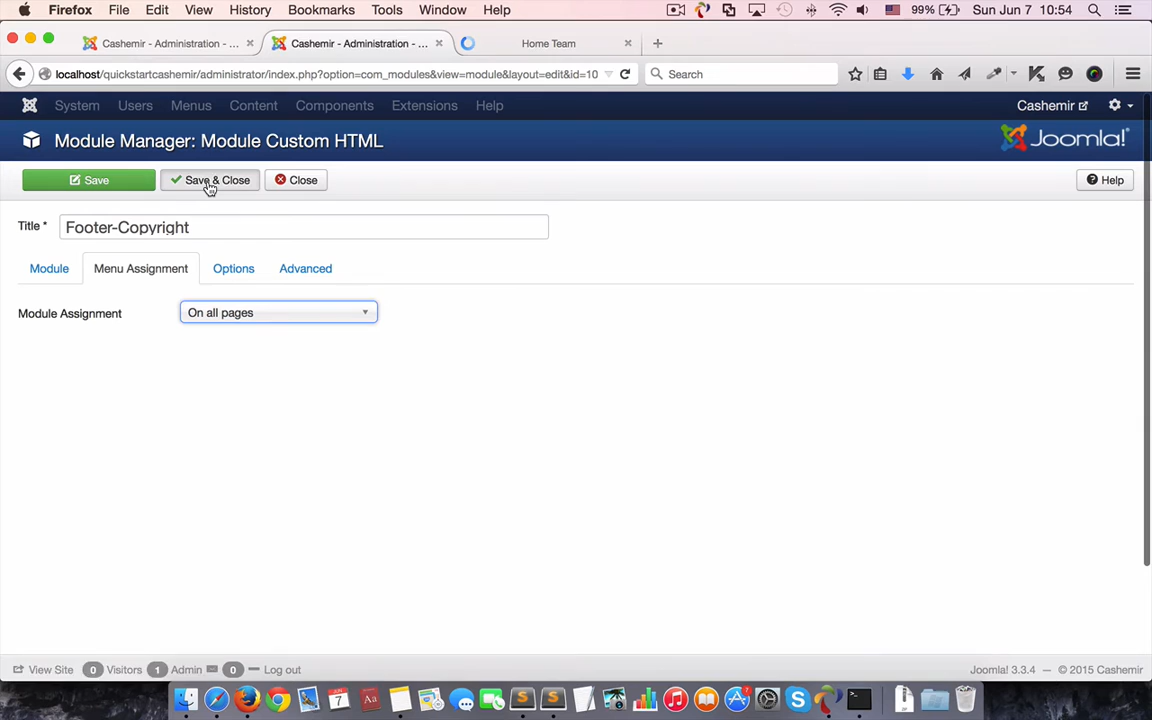 Firefox File Edit View History Bookmarks Tools Window Help 99% Sun Jun 7 10:54
Cashemir - Administration - ... Cashemir - Administration - ... Home Team
localhost/quickstartcashemir/administrator/index.php?option=com_modules&view=module&layout=edit&id=10 Search
System Users Menus Content Components Extensions Help Cashemir
Module Manager: Module Custom HTML Joomla!
Save Save & Close Close Help
Title * Footer-Copyright
Module Menu Assignment Options Advanced
Module Assignment On all pages
View Site 0 Visitors 1 Admin 0 Log out Joomla! 3.3.4 — © 2015 Cashemir